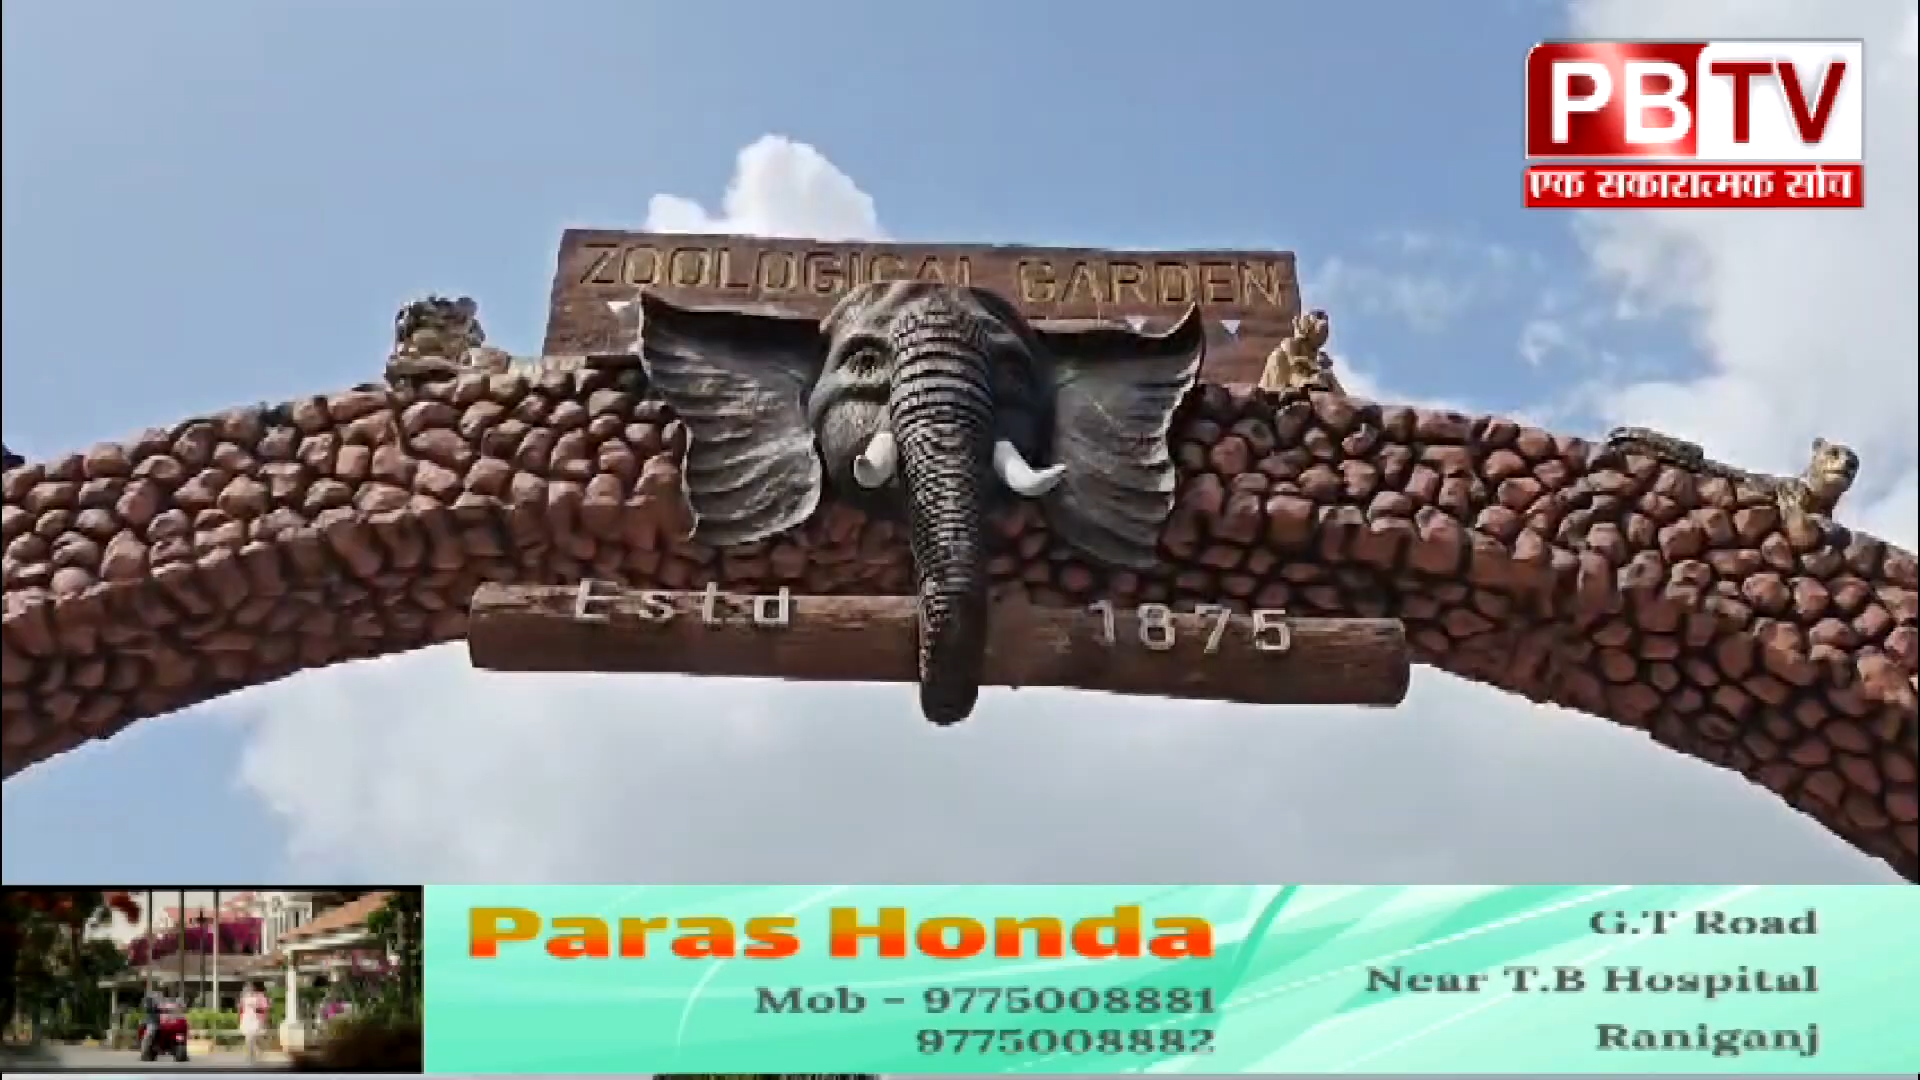 PBTV
एक सकारात्मक सोच
ZOOLOGICAL GARDEN
Estd 1875
Paras Honda
Mob - 9775008881
9775008882
G.T Road
Near T.B Hospital
Raniganj